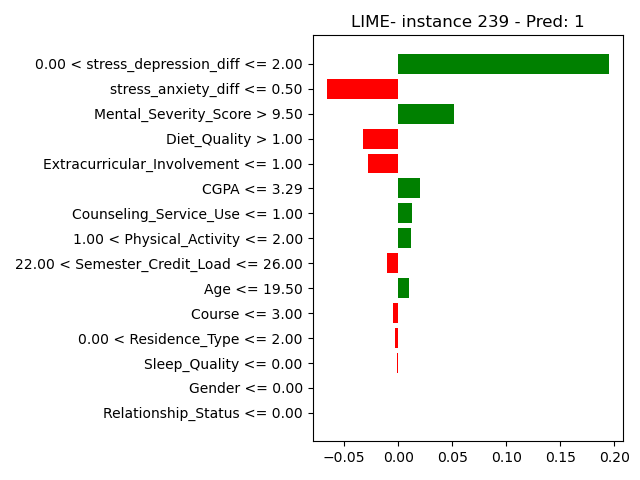 LIME- instance 239 - Pred: 1
0.00 < stress_depression_diff <= 2.00
stress_anxiety_diff <= 0.50
Mental_Severity_Score > 9.50
Diet_Quality > 1.00
Extracurricular_Involvement <= 1.00
CGPA <= 3.29
Counseling_Service_Use <= 1.00
1.00 < Physical_Activity <= 2.00
22.00 < Semester_Credit_Load <= 26.00
Age <= 19.50
Course <= 3.00
0.00 < Residence_Type <= 2.00
Sleep_Quality <= 0.00
Gender <= 0.00
Relationship_Status <= 0.00
−0.05 0.00 0.05 0.10 0.15 0.20